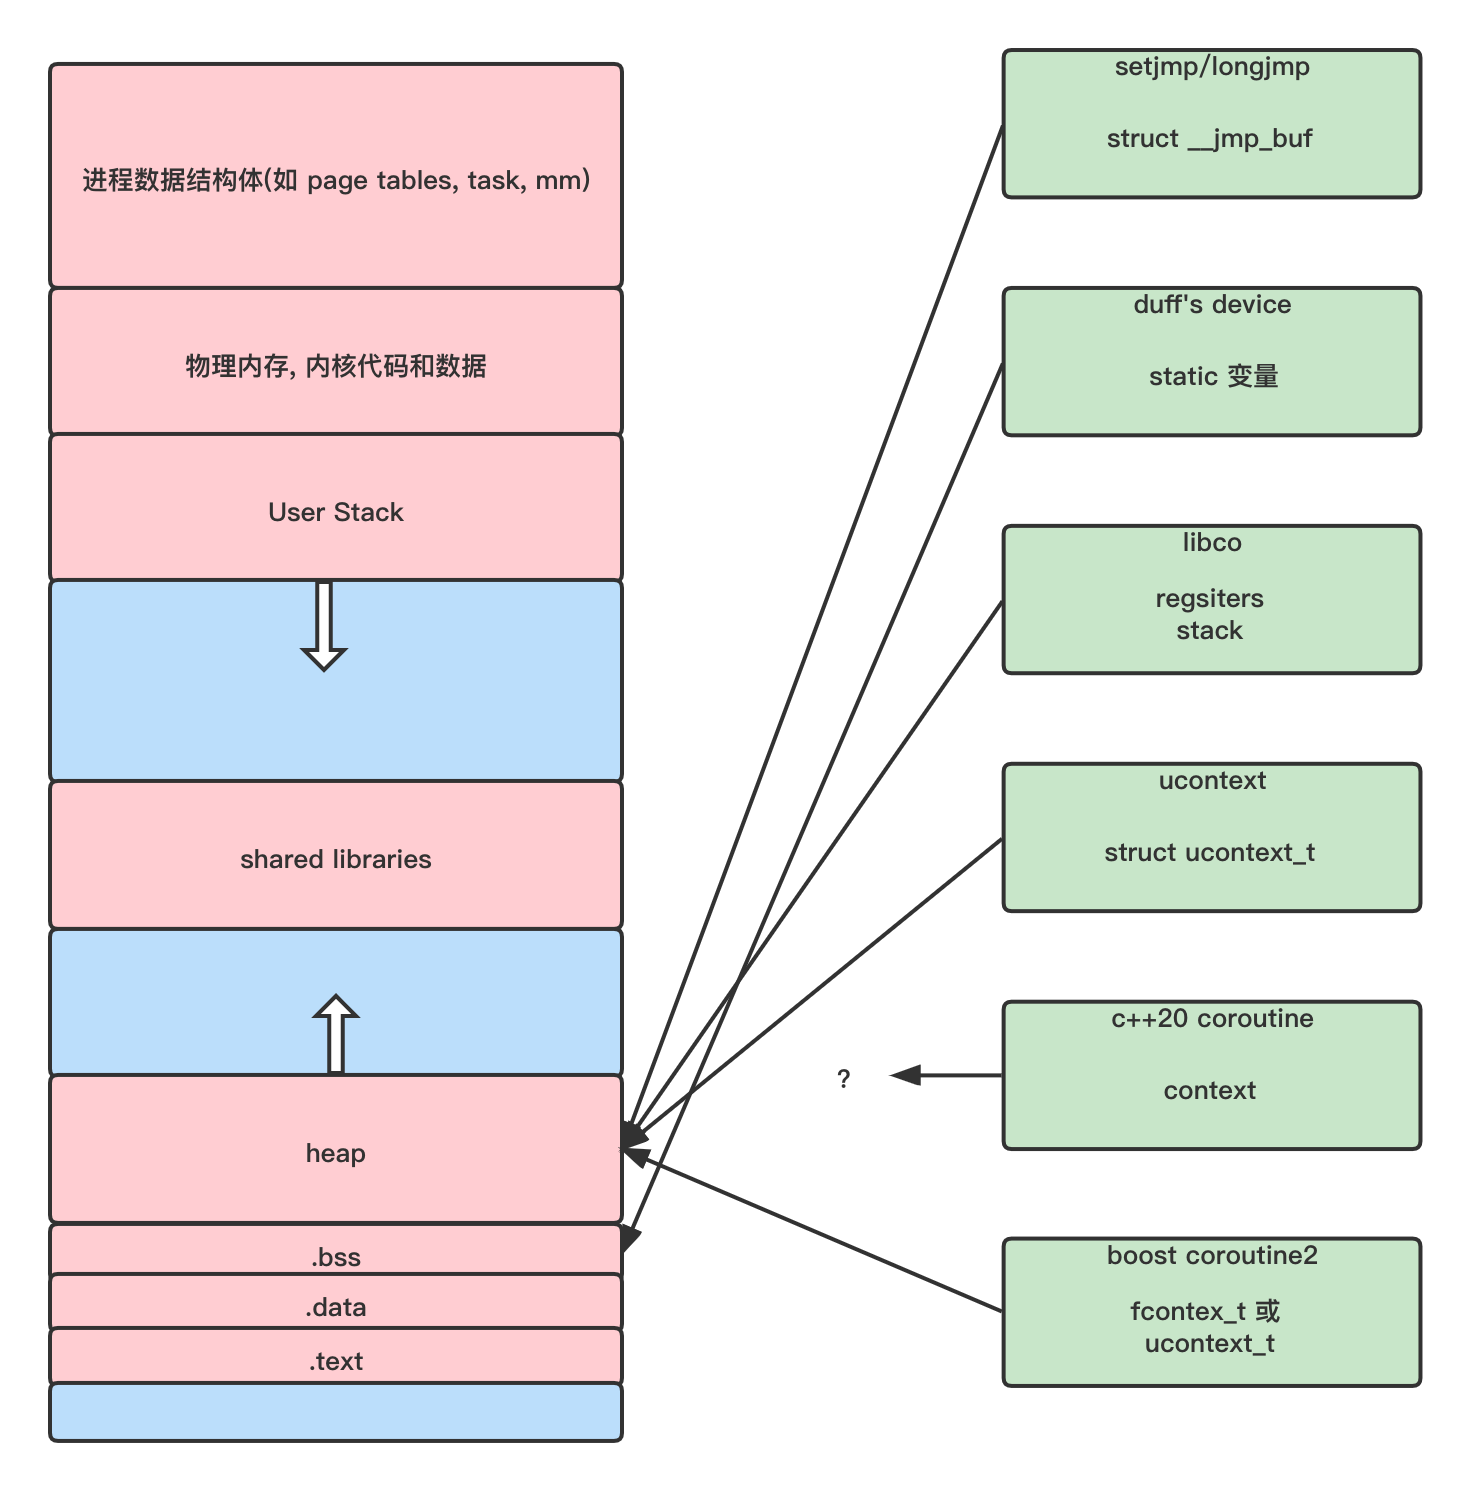 进程数据结构体(如 page tables, task, mm)
物理内存, 内核代码和数据
User Stack
shared libraries
heap
.bss
.data
.text
setjmp/longjmp
struct __jmp_buf
duff's device
static 变量
libco
regsiters
stack
ucontext
struct ucontext_t
c++20 coroutine
context
?
boost coroutine2
fcontex_t 或
ucontext_t